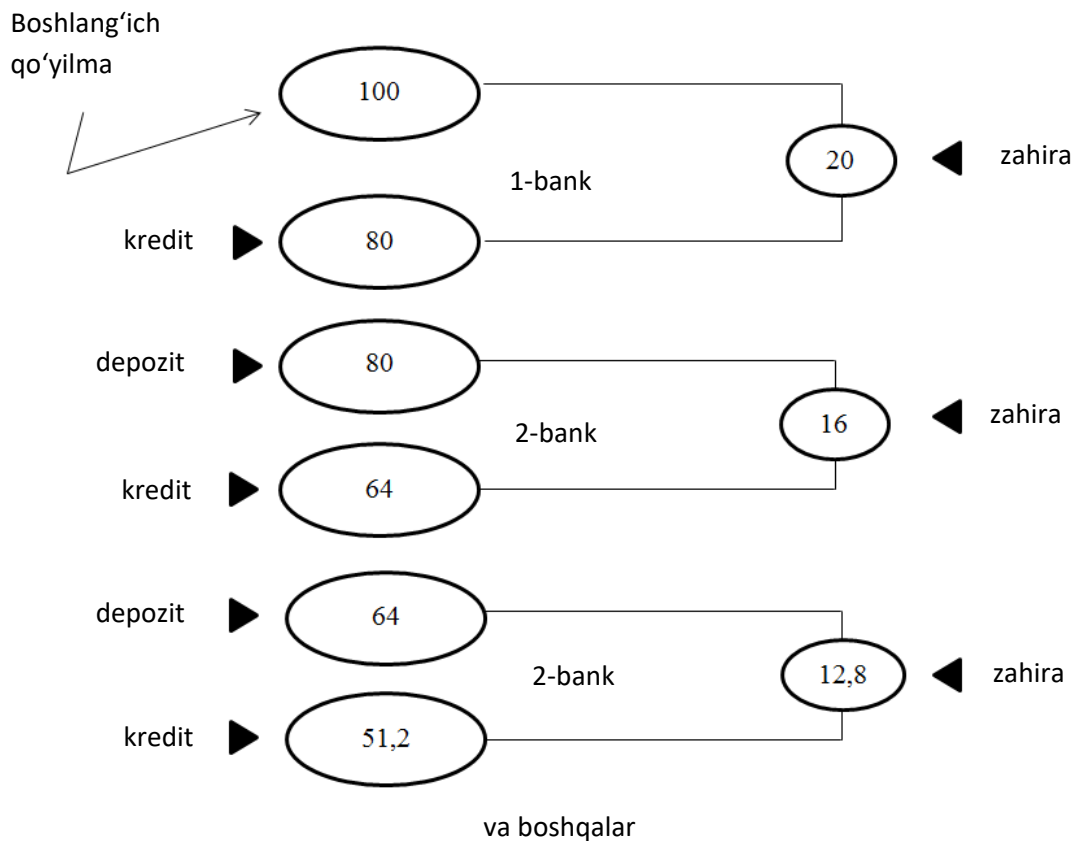 Boshlang‘ich
qo‘yilma
100
20
zahira
1-bank
kredit
80
depozit
80
16
zahira
2-bank
kredit
64
depozit
64
12,8
zahira
2-bank
kredit
51,2
va boshqalar